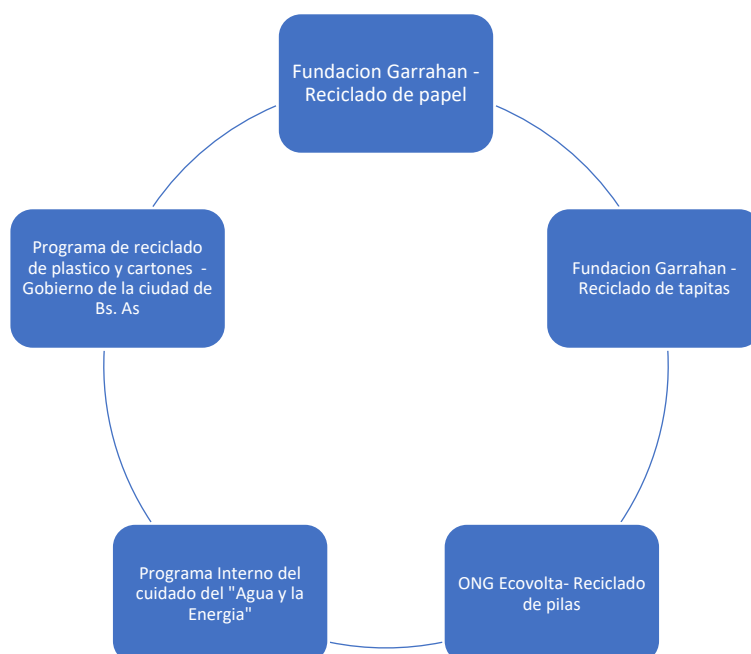 Fundacion Garrahan -
Reciclado de papel
Fundacion Garrahan -
Reciclado de tapitas
ONG Ecovolta- Reciclado
de pilas
Programa Interno del
cuidado del "Agua y la
Energia"
Programa de reciclado
de plastico y cartones -
Gobierno de la ciudad de
Bs. As